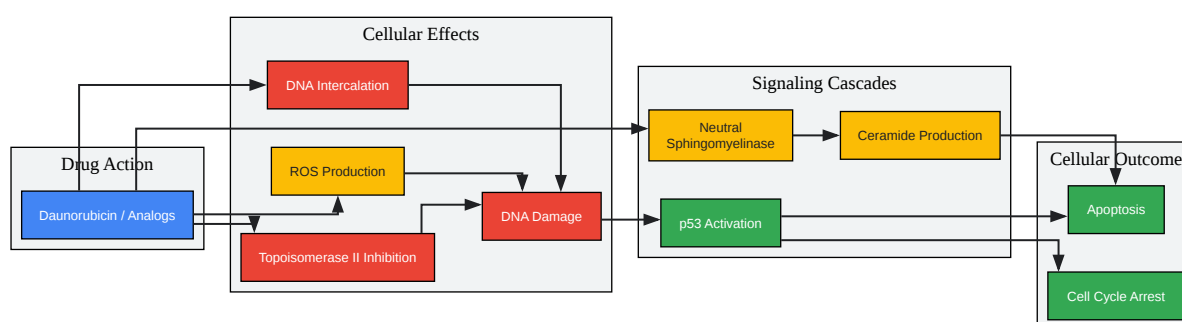 Cellular Effects
DNA Intercalation
Signaling Cascades
Neutral
Sphingomyelinase
Ceramide Production
Drug Action
Cellular Outcome
ROS Production
Daunorubicin / Analogs
DNA Damage
Apoptosis
p53 Activation
Topoisomerase II Inhibition
Cell Cycle Arrest